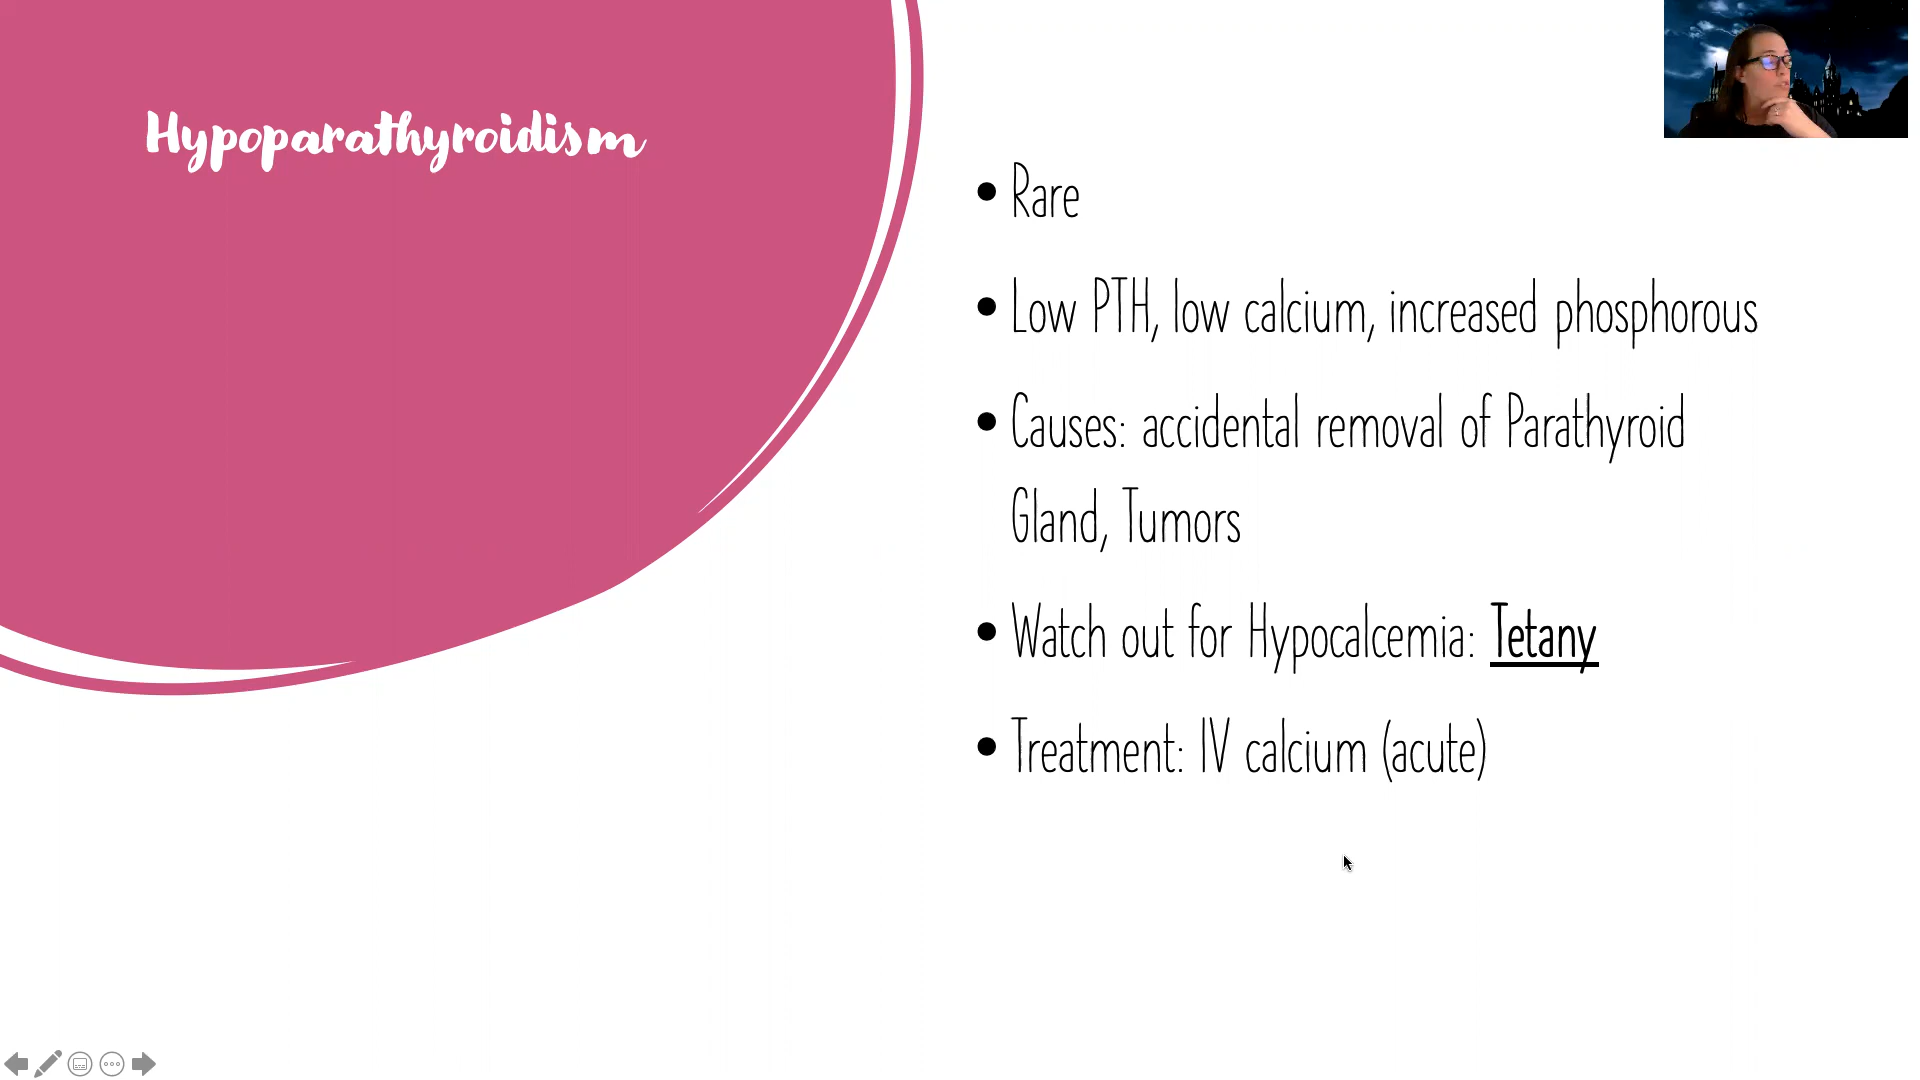 Hypoparathyroidism
• Rare
• Low PTH, low calcium, increased phosphorous
• Causes: accidental removal of Parathyroid
Gland, Tumors
• Watch out for Hypocalcemia: Tetany
• Treatment: IV calcium (acute)